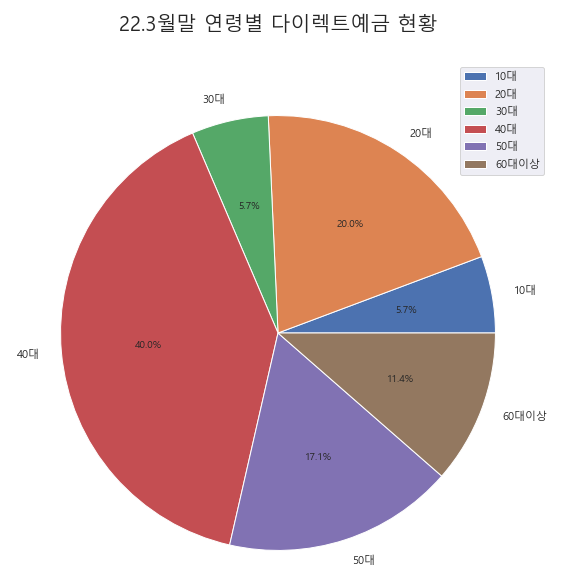 22.3월말 연령별 다이렉트예금 현황
10대
20대
30대
40대
50대
60대이상
30대
20대
5.7%
20.0%
10대
5.7%
40대
40.0%
11.4%
60대이상
17.1%
50대